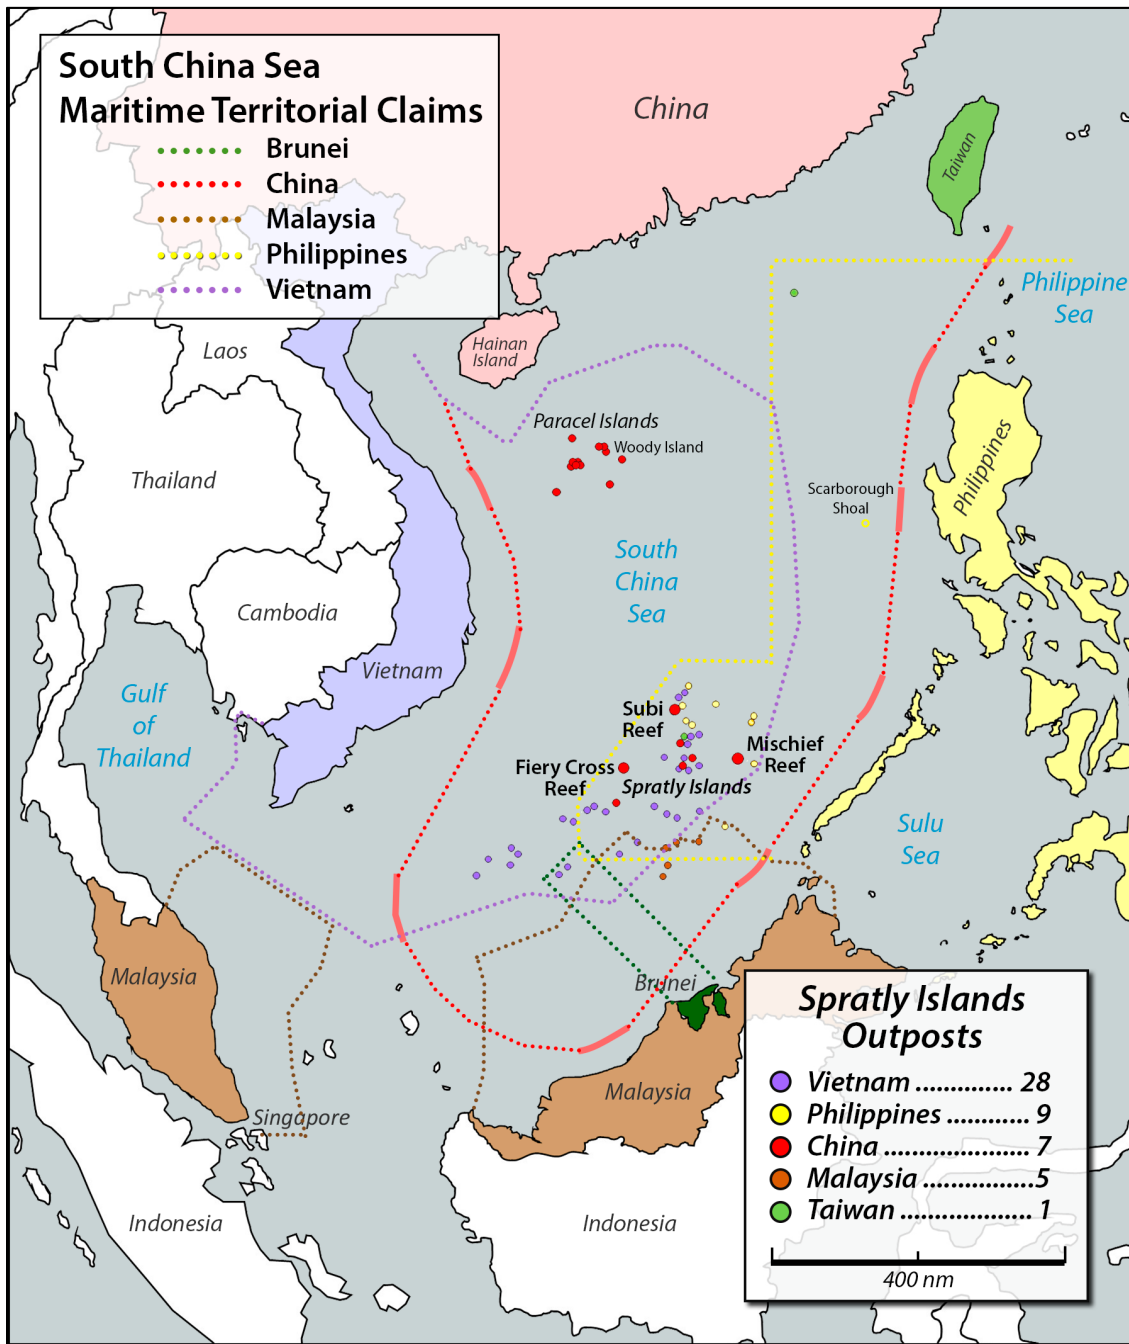 South China Sea
Maritime Territorial Claims
Brunei
China
Malaysia
Philippines
Vietnam
China
Taiwan
Philippine
Sea
Hainan
Island
Laos
Paracel Islands
Woody Island
Thailand
Scarborough
Shoal
Philippines
South
China
Sea
Cambodia
Vietnam
Gulf
of
Thailand
Subi
Reef
Mischief
Reef
Fiery Cross
Reef
Spratly Islands
Sulu
Sea
Malaysia
Brunei
Malaysia
Singapore
Indonesia
Indonesia
Spratly Islands
Outposts
Vietnam .............. 28
Philippines ............... 9
China ..................... 7
Malaysia ................5
Taiwan ................... 1
400 nm